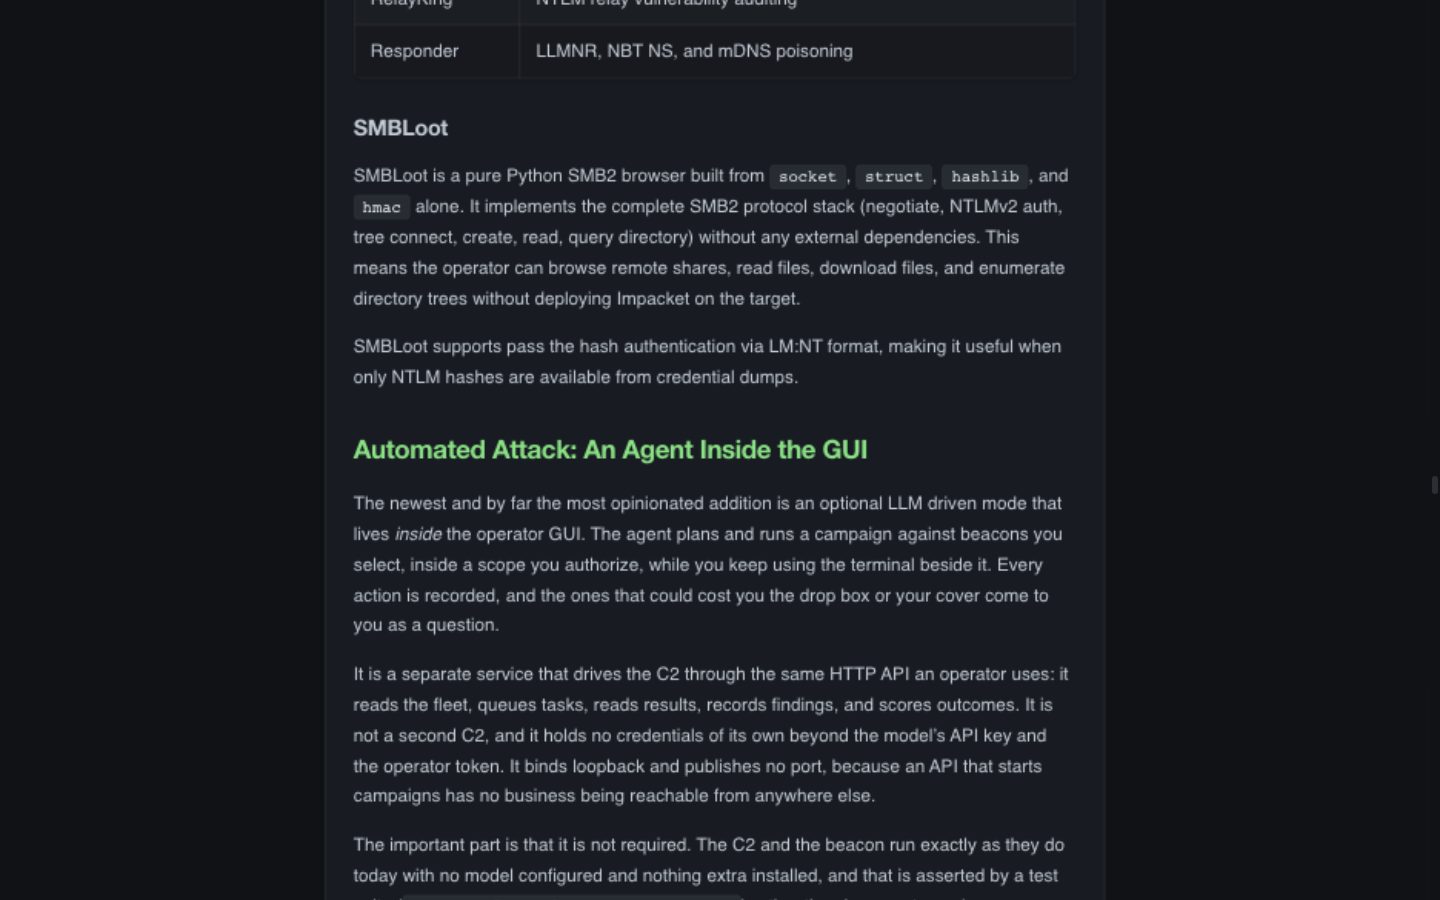 RelayKing NTLM relay vulnerability auditing
Responder LLMNR, NBT NS, and mDNS poisoning
SMBLoot
SMBLoot is a pure Python SMB2 browser built from socket, struct, hashlib, and
hmac alone. It implements the complete SMB2 protocol stack (negotiate, NTLMv2 auth,
tree connect, create, read, query directory) without any external dependencies. This
means the operator can browse remote shares, read files, download files, and enumerate
directory trees without deploying Impacket on the target.
SMBLoot supports pass the hash authentication via LM:NT format, making it useful when
only NTLM hashes are available from credential dumps.
Automated Attack: An Agent Inside the GUI
The newest and by far the most opinionated addition is an optional LLM driven mode that
lives inside the operator GUI. The agent plans and runs a campaign against beacons you
select, inside a scope you authorize, while you keep using the terminal beside it. Every
action is recorded, and the ones that could cost you the drop box or your cover come to
you as a question.
It is a separate service that drives the C2 through the same HTTP API an operator uses: it
reads the fleet, queues tasks, reads results, records findings, and scores outcomes. It is
not a second C2, and it holds no credentials of its own beyond the model's API key and
the operator token. It binds loopback and publishes no port, because an API that starts
campaigns has no business being reachable from anywhere else.
The important part is that it is not required. The C2 and the beacon run exactly as they do
today with no model configured and nothing extra installed, and that is asserted by a test